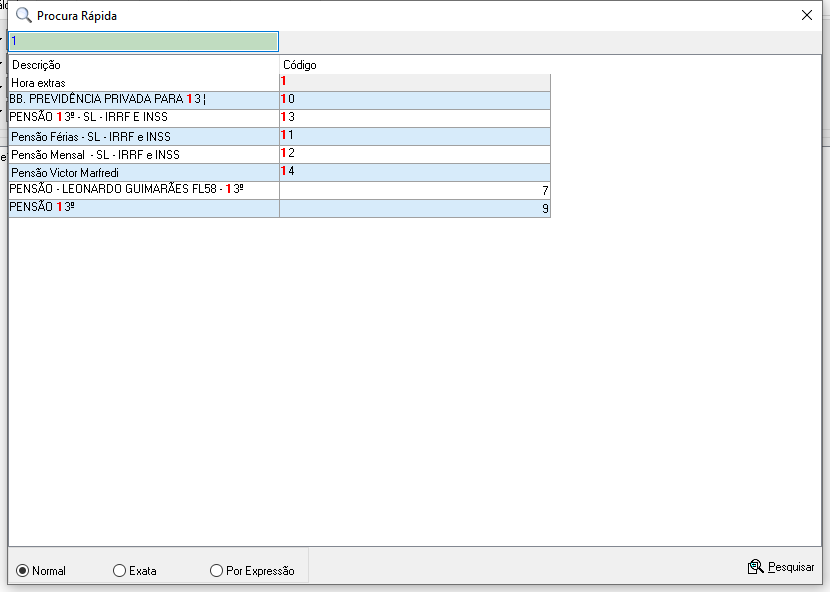 Procura Rápida
1
Descrição Código
Hora extras 1
BB. PREVIDÊNCIA PRIVADA PARA 13 ¦ 10
PENSÃO 13º - SL - IRRF E INSS 13
Pensão Férias - SL - IRRF e INSS 11
Pensão Mensal - SL - IRRF e INSS 12
Pensão Victor Marfredi 14
PENSÃO - LEONARDO GUIMARÃES FL58 - 13º 7
PENSÃO 13º 9
Normal Exata Por Expressão Pesquisar